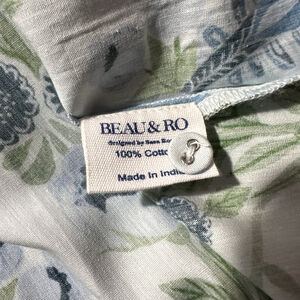 BEAU & RO
designed by Sara
100% Cotto
Made in Indi